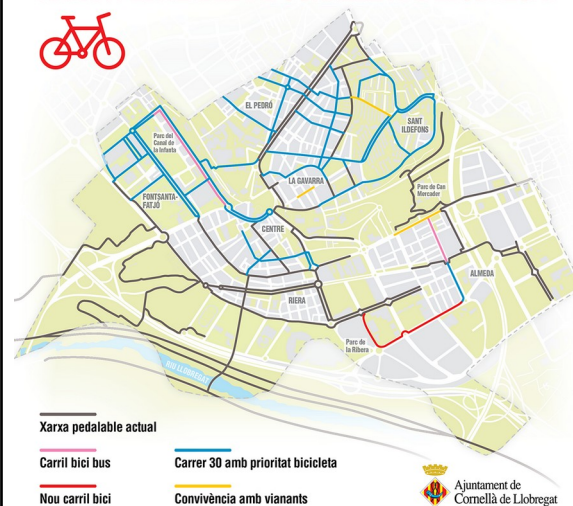 EL PEDRÓ
SANT
ILDEFONS
Parc del
Canal de
la Infanta
LA GAVARRA
Parc de Can
Mercader
FONTSANTA-
FATJÓ
CENTRE
ALMEDA
RIERA
Parc de
la Ribera
RIU LLOBREGAT
Xarxa pedalable actual
Carril bici bus
Carrer 30 amb prioritat bicicleta
Nou carril bici
Convivència amb vianants
Ajuntament de
Cornellà de Llobregat